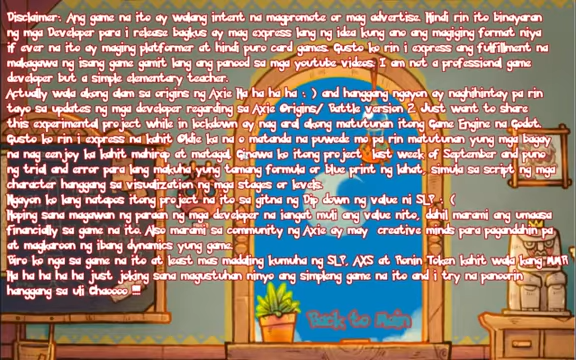 Disclaimer: Ang game na ito ay walang intent na magpromote or mag advertise. Hindi rin ito binayaran
ng mga Developer para i release bagkus ay mag express lang ng idea kung ano ang magiging format niya
if ever na ito ay maging platformer at hindi puro card games. Gusto ko rin i express ang fulfillment na
makagawa ng isang game gamit lang ang panood sa mga youtube videos. I am not a professional game
developer but a simple elementary teacher.
Actually wala akong alam sa origins ng Axie Ha ha ha ha : ) and hanggang ngayon ay naghihintay pa rin
tayo sa updates ng mga developer regarding sa Axie Origins/ Battle version 2. Just want to share
this experimental project while in lockdown ay nag aral akong matutunan itong Game Engine na Godot.
Gusto ko rin i express na kahit Oldie ka na o matanda na puwede mo pa rin matutunan yung mga bagay
na nag eenjoy ka kahit mahirap at matagal. Ginawa ko itong project last week of September and puno
ng trial and error para lang makuha yung tamang formula or blue print ng lahat, simula sa script ng mga
character hanggang sa visualization ng mga stages or levels.
Ngayon ko lang natapos itong project na ito sa gitna ng Dip down ng value ni SLP. : (
Hoping sana magawan ng paraan ng mga developer na iangat muli ang value nito, dahil marami ang umaasa
financially sa game na ito. Also marami sa community ng Axie ay may creative minds para pagandahin pa
at magkaroon ng ibang dynamics yung game.
Biro ko nga sa game na ito at least mas madaling kumuha ng SLP, AXS at Ronin Token kahit wala kang MMR
Ha ha ha ha ha just joking sana magustuhan ninyo ang simpleng game na ito and i try na panoorin
hanggang sa uli Chaoooo !!!
Back to Main